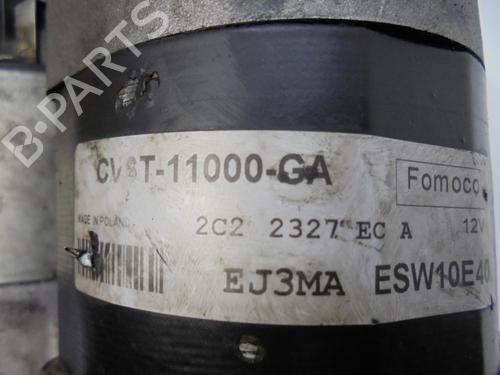 B-PARTS
CV6T-11000-GA
Fomoco
MADE IN POLAND
2C2 2327 EC A 12V
EJ3MA ESW10E40